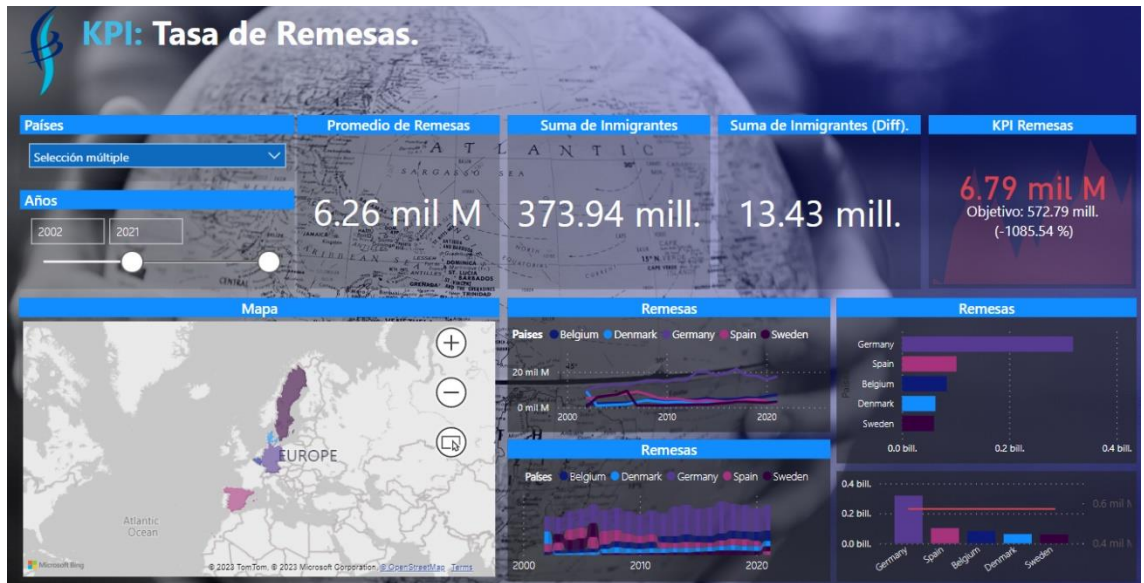 KPI: Tasa de Remesas.
Países
Selección múltiple
Años
2002
2021
Promedio de Remesas
6.26 mil M
Suma de Inmigrantes
373.94 mill.
Suma de Inmigrantes (Diff).
13.43 mill.
KPI Remesas
6.79 mil M
Objetivo: 572.79 mill.
(-1085.54 %)
ATLANTIC
SARGASSO SEA
Mapa
EUROPE
Atlantic
Ocean
Microsoft Bing
© 2023 TomTom, © 2023 Microsoft Corporation, © OpenStreetMap Terms
Remesas
Paises Belgium Denmark Germany Spain Sweden
20 mil M
0 mil M
2000 2010 2020
Remesas
Paises Belgium Denmark Germany Spain Sweden
2000 2010 2020
Remesas
Germany
Spain
Belgium
Denmark
Sweden
0.0 bill. 0.2 bill. 0.4 bill.
0.4 bill.
0.2 bill.
0.0 bill.
0.6 mil M
0.4 mil M
Germany Spain Belgium Denmark Sweden